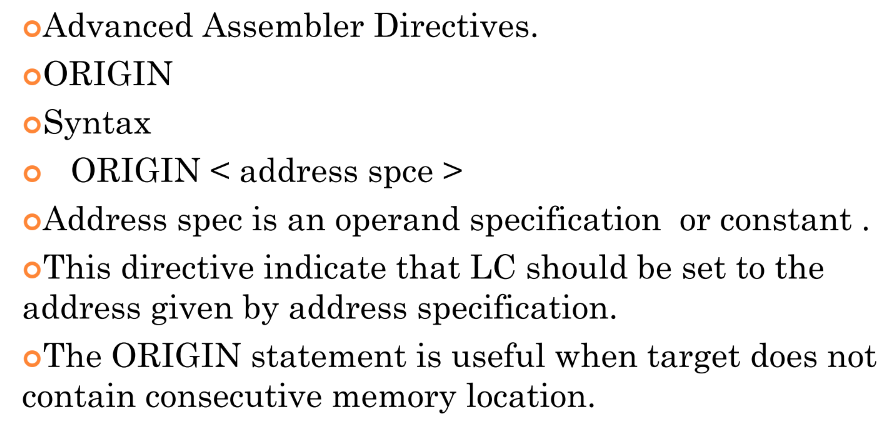 Advanced Assembler Directives.
ORIGIN
Syntax
ORIGIN < address spce >
Address spec is an operand specification or constant .
This directive indicate that LC should be set to the
address given by address specification.
The ORIGIN statement is useful when target does not
contain consecutive memory location.